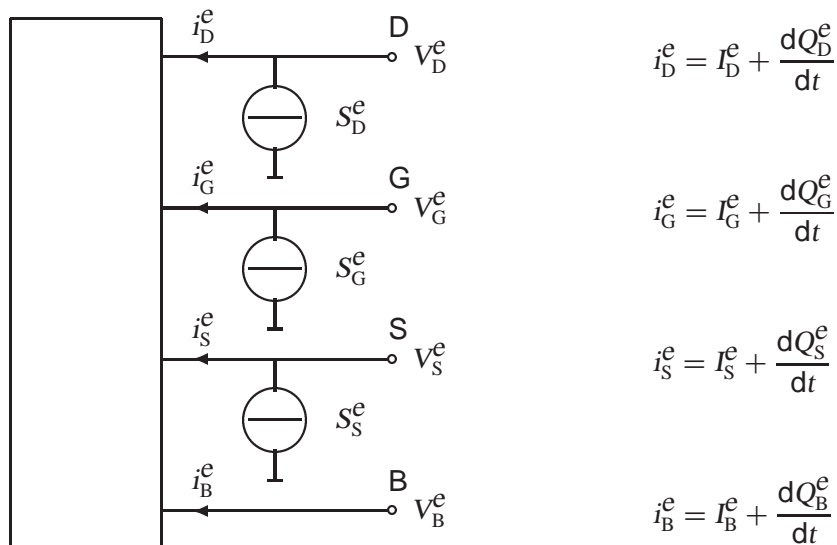 i_D^e D V_D^e i_D^e = I_D^e + dQ_D^e/dt
S_D^e
i_G^e G V_G^e i_G^e = I_G^e + dQ_G^e/dt
S_G^e
i_S^e S V_S^e i_S^e = I_S^e + dQ_S^e/dt
S_S^e
i_B^e B V_B^e i_B^e = I_B^e + dQ_B^e/dt